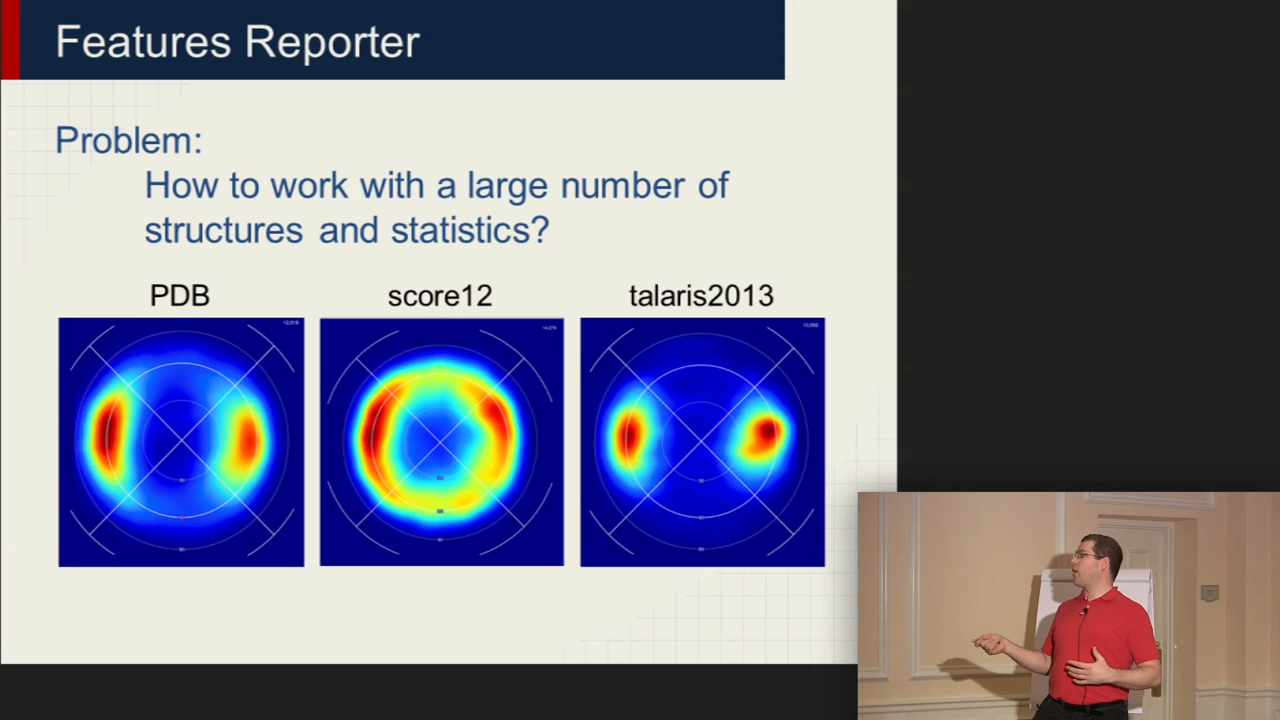 Features Reporter
Problem:
How to work with a large number of
structures and statistics?
PDB
score12
talaris2013